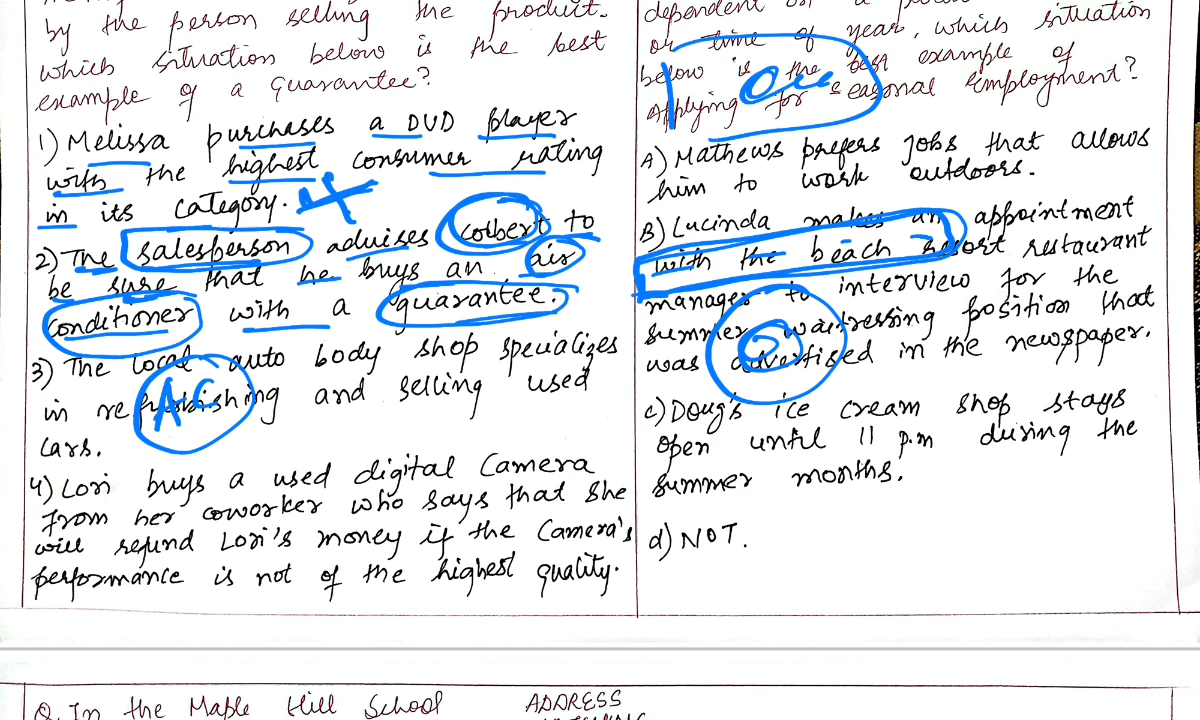 by the person selling the product.
which situation below is the best
example of a guarantee?
1) Melissa purchases a DVD player
with the highest consumer rating
in its category.
2) The salesperson advises Colbert to
be sure that he buys an air
conditioner with a guarantee.
3) The local auto body shop specializes
in refurbishing and selling used
cars.
AC
4) Lori buys a used digital Camera
from her coworker who says that she
will refund Lori's money if the Camera's
performance is not of the highest quality.
dependent on a
or time of year, which situation
below is the best example of
Applying for seasonal employment?
A) Mathews prefers jobs that allows
him to work outdoors.
B) Lucinda makes an appointment
with the beach resort restaurant
manager to interview for the
summer waitressing position that
was advertised in the newspaper.
c) Doug's ice cream shop stays
open until 11 p.m during the
summer months.
d) NOT.
Q. In the Maple Hill School
ADDRESS